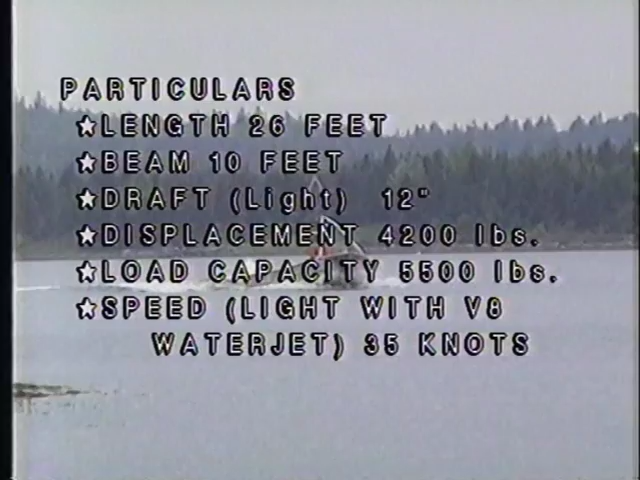 PARTICULARS
★LENGTH 26 FEET
★BEAM 10 FEET
★DRAFT (Light) 12"
★DISPLACEMENT 4200 lbs.
★LOAD CAPACITY 5500 lbs.
★SPEED (LIGHT WITH V8
WATERJET) 35 KNOTS